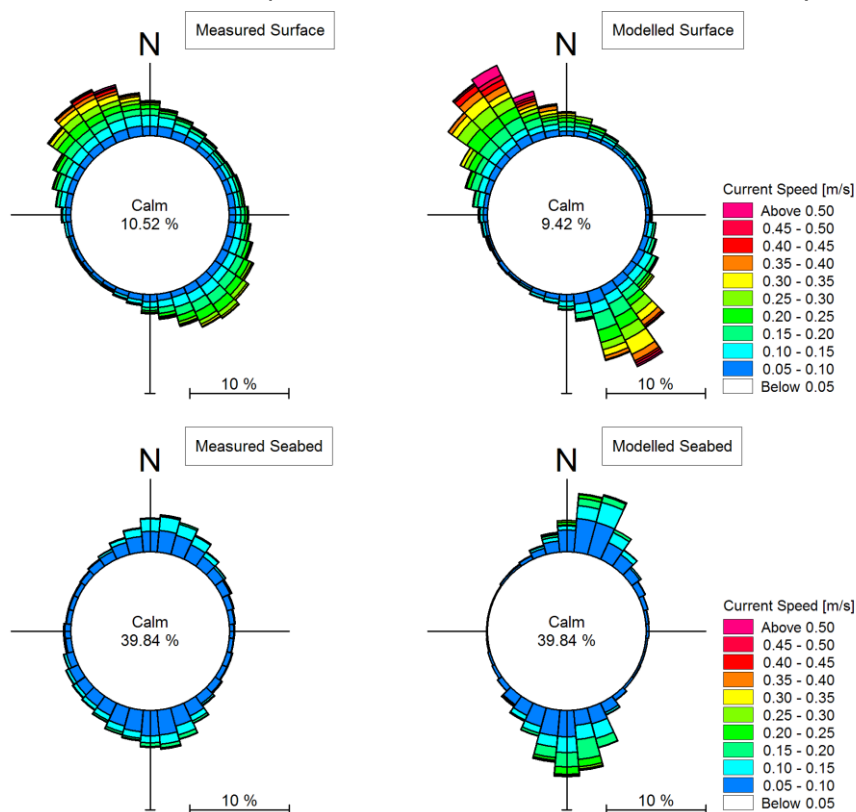 Measured Surface
N
Calm
10.52 %
10 %
Modelled Surface
N
Calm
9.42 %
10 %
Current Speed [m/s]
Above 0.50
0.45 - 0.50
0.40 - 0.45
0.35 - 0.40
0.30 - 0.35
0.25 - 0.30
0.20 - 0.25
0.15 - 0.20
0.10 - 0.15
0.05 - 0.10
Below 0.05
Measured Seabed
N
Calm
39.84 %
10 %
Modelled Seabed
N
Calm
39.84 %
10 %
Current Speed [m/s]
Above 0.50
0.45 - 0.50
0.40 - 0.45
0.35 - 0.40
0.30 - 0.35
0.25 - 0.30
0.20 - 0.25
0.15 - 0.20
0.10 - 0.15
0.05 - 0.10
Below 0.05